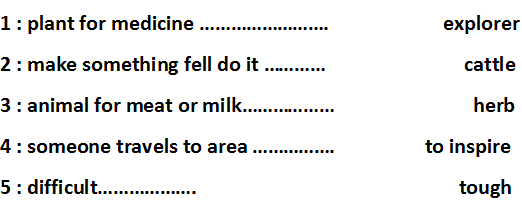 1 : plant for medicine ......................... explorer
2 : make something fell do it ............ cattle
3 : animal for meat or milk.................. herb
4 : someone travels to area ................ to inspire
5 : difficult................... tough